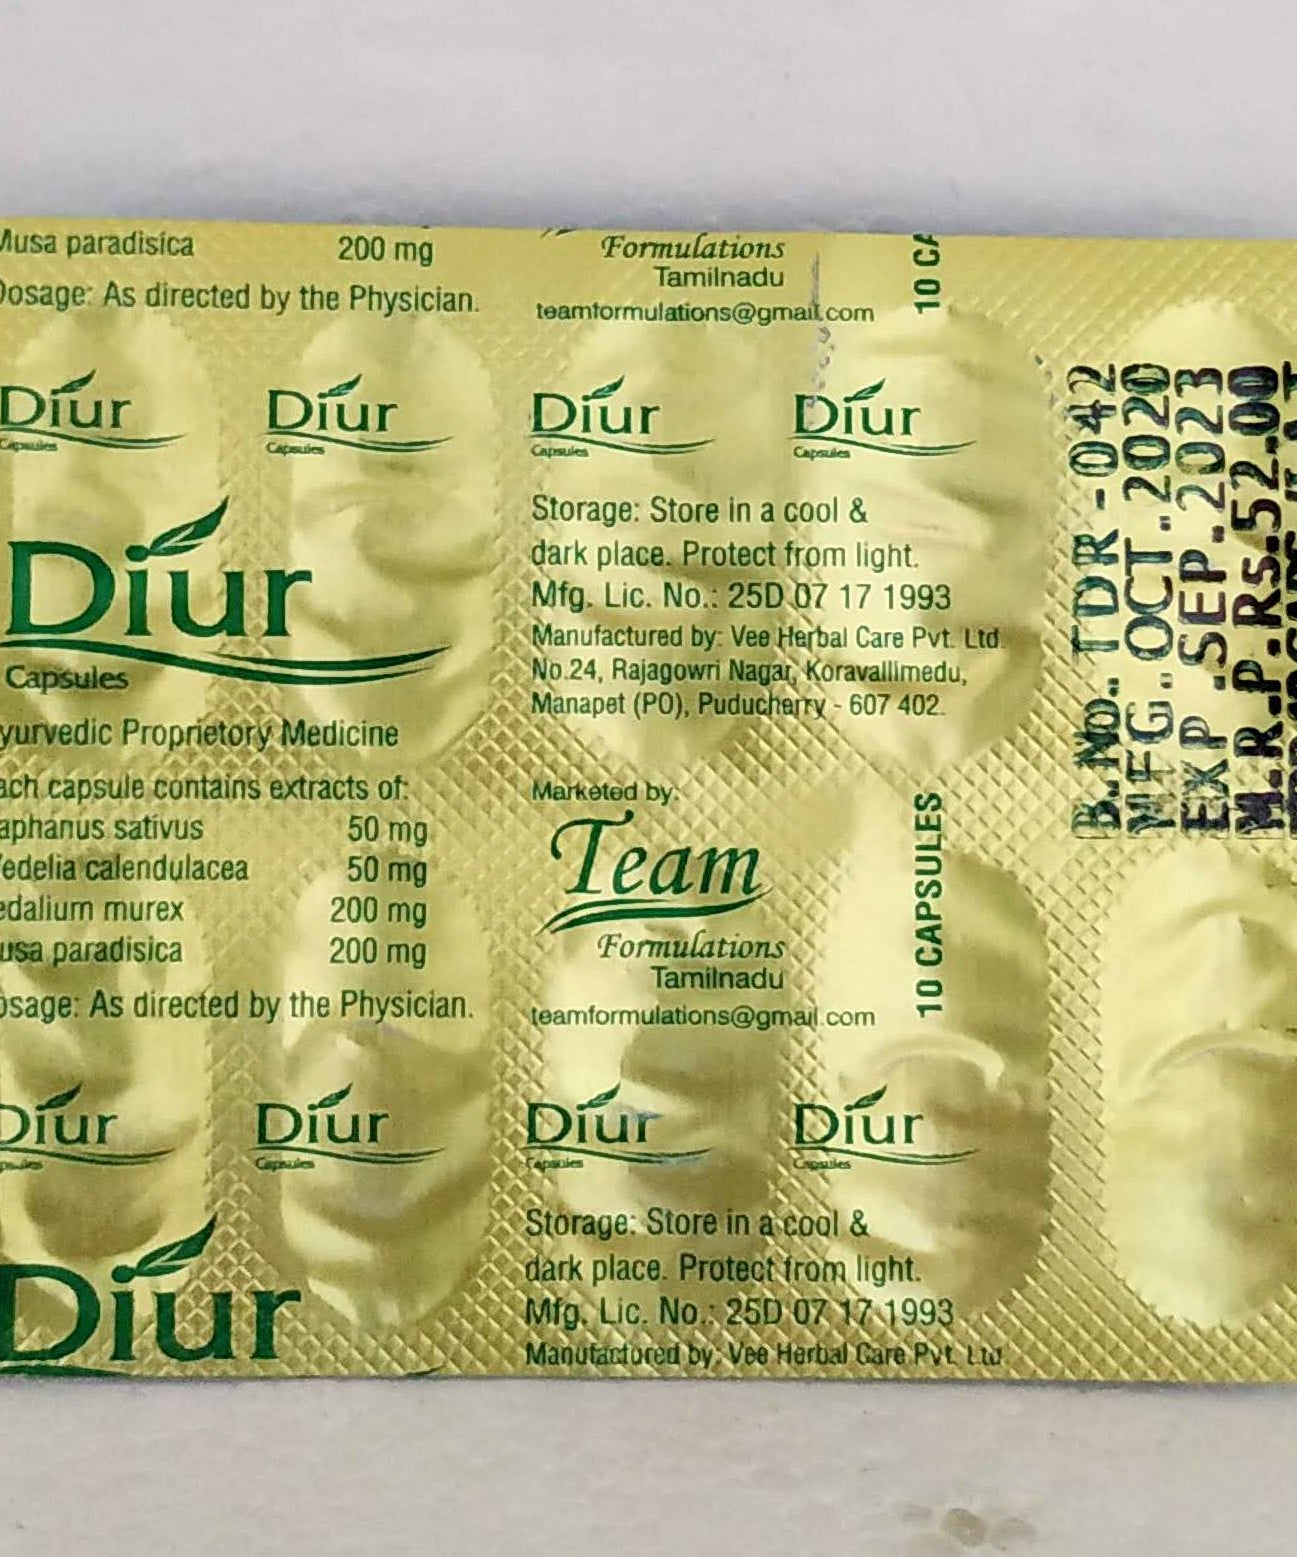 Musa paradisica 200 mg
Dosage: As directed by the Physician.
Formulations
Tamilnadu
teamformulations@gmail.com
10 CA
Diur
Capsules
Diur
Capsules
Diur
Capsules
Diur
Capsules
Diur
Capsules
yurvedic Proprietory Medicine
ach capsule contains extracts of:
aphanus sativus 50 mg
edelia calendulacea 50 mg
edalium murex 200 mg
usa paradisica 200 mg
osage: As directed by the Physician.
Storage: Store in a cool &
dark place. Protect from light.
Mfg. Lic. No.: 25D 07 17 1993
Manufactured by: Vee Herbal Care Pvt. Ltd.
No.24, Rajagowri Nagar, Koravallimedu,
Manapet (PO), Puducherry - 607 402.
Marketed by:
Team
Formulations
Tamilnadu
teamformulations@gmail.com
10 CAPSULES
B.NO.. TDR-042
MFG..OCT.2020
EXP .SEP.2023
M.R.P.RS.52.00
Diur
Capsules
Diur
Capsules
Diur
Capsules
Diur
Capsules
Diur
Storage: Store in a cool &
dark place. Protect from light.
Mfg. Lic. No.: 25D 07 17 1993
Manufactured by: Vee Herbal Care Pvt. Ltd.